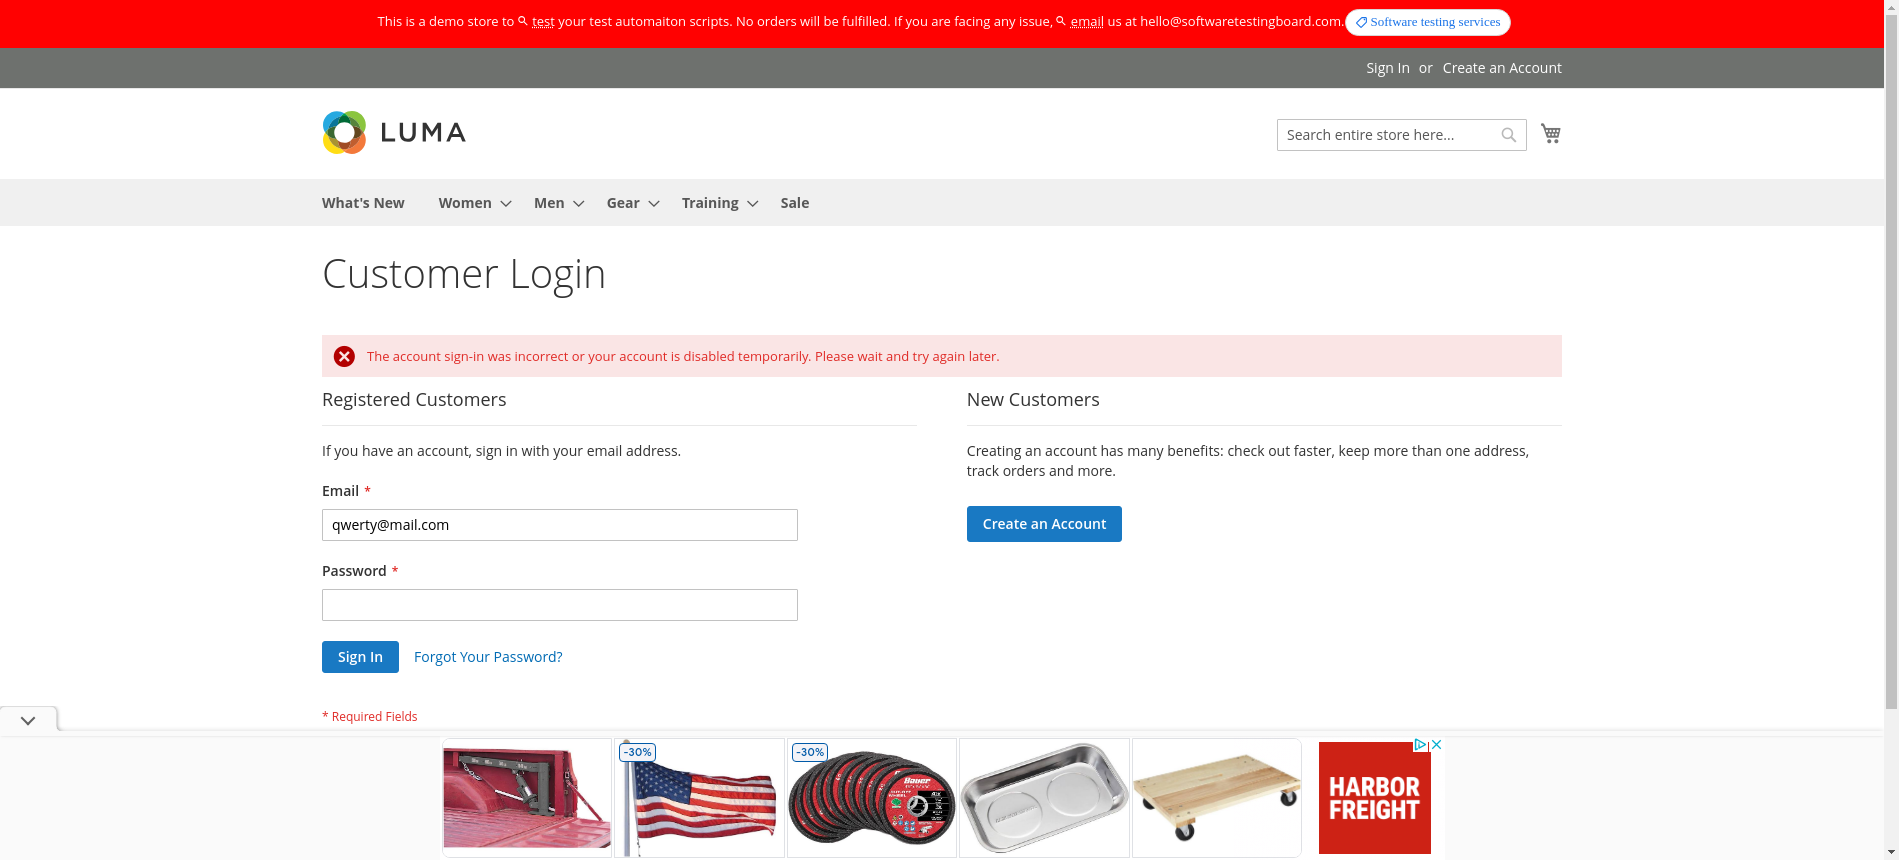 This is a demo store to test your test automaiton scripts. No orders will be fulfilled. If you are facing any issue, email us at hello@softwaretestingboard.com. Software testing services
Sign In or Create an Account
LUMA
Search entire store here...
What's New Women Men Gear Training Sale
Customer Login
The account sign-in was incorrect or your account is disabled temporarily. Please wait and try again later.
Registered Customers
If you have an account, sign in with your email address.
Email *
qwerty@mail.com
Password *
Sign In Forgot Your Password?
* Required Fields
New Customers
Creating an account has many benefits: check out faster, keep more than one address,
track orders and more.
Create an Account
-30%
-30%
Bauer
HARBOR
FREIGHT